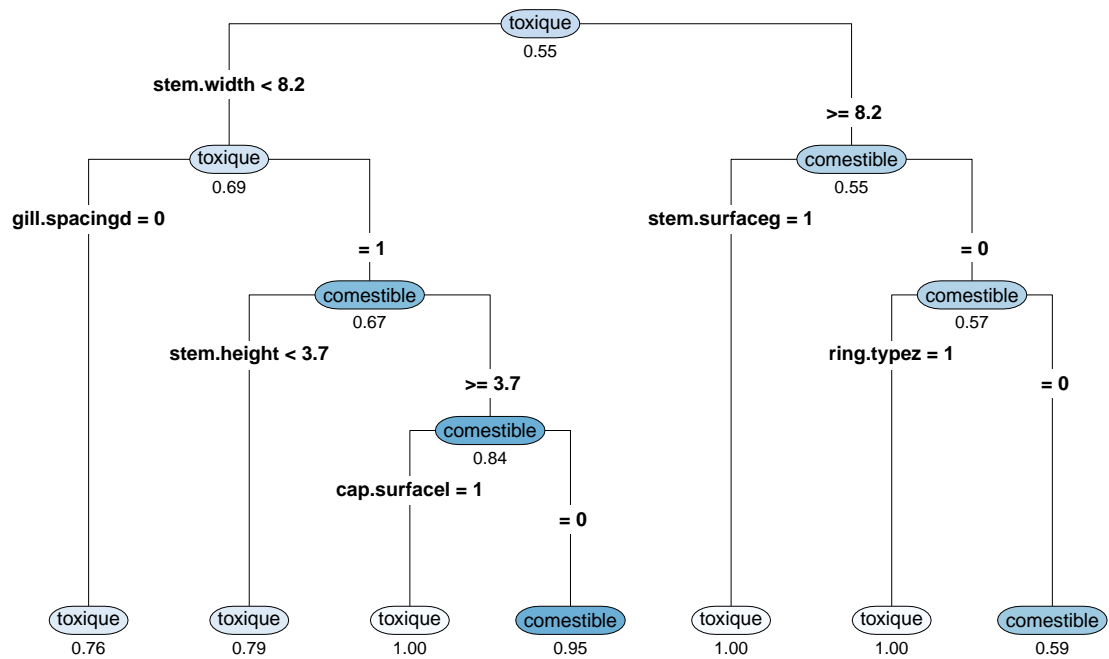 toxique
0.55
stem.width < 8.2
>= 8.2
toxique
0.69
comestible
0.55
gill.spacingd = 0
= 1
stem.surfaceg = 1
= 0
comestible
0.67
comestible
0.57
stem.height < 3.7
>= 3.7
ring.typez = 1
= 0
comestible
0.84
cap.surfacel = 1
= 0
toxique
0.76
toxique
0.79
toxique
1.00
comestible
0.95
toxique
1.00
toxique
1.00
comestible
0.59